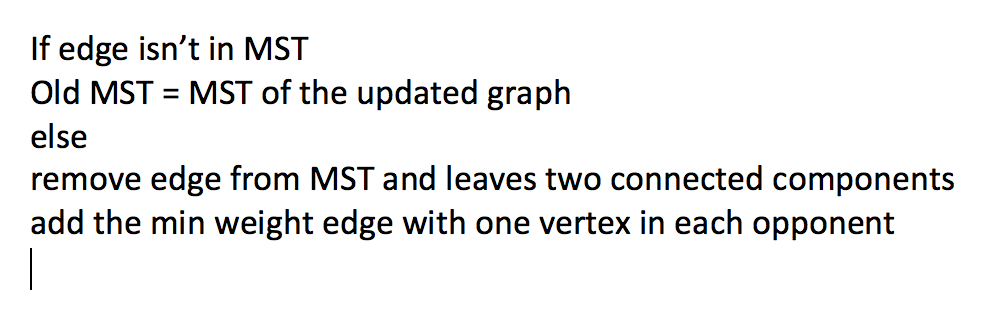 If edge isn’t in MST
Old MST = MST of the updated graph
else
remove edge from MST and leaves two connected components
add the min weight edge with one vertex in each opponent